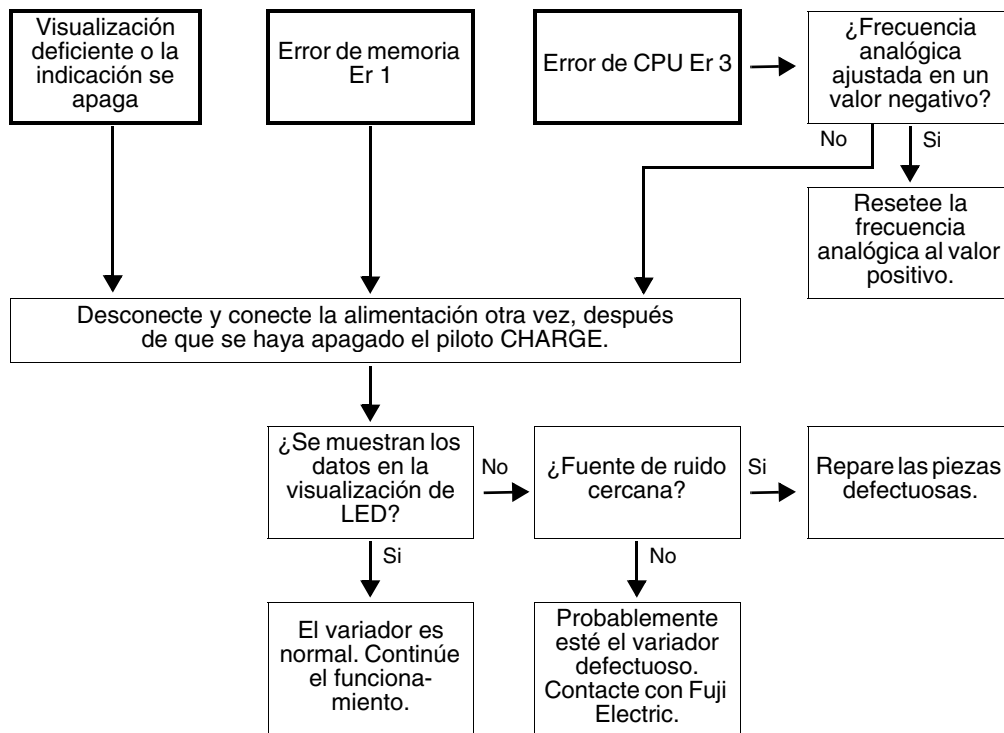 Visualización
deficiente o la
indicación se
apaga
Error de memoria
Er 1
Error de CPU Er 3
¿Frecuencia
analógica
ajustada en un
valor negativo?
No
Si
Resetee la
frecuencia
analógica al valor
positivo.
Desconecte y conecte la alimentación otra vez, después
de que se haya apagado el piloto CHARGE.
¿Se muestran los
datos en la
visualización de
LED?
No
¿Fuente de ruido
cercana?
Si
Repare las piezas
defectuosas.
Si
No
El variador es
normal. Continúe
el funciona-
miento.
Probablemente
esté el variador
defectuoso.
Contacte con Fuji
Electric.